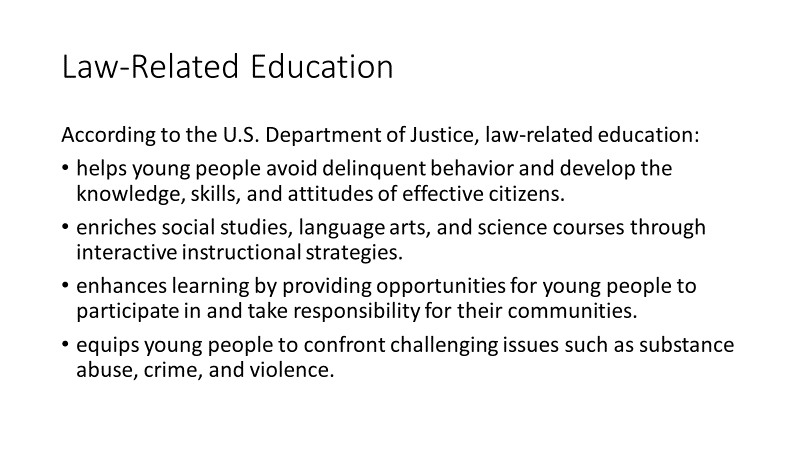 Law-Related Education
According to the U.S. Department of Justice, law-related education:
• helps young people avoid delinquent behavior and develop the
knowledge, skills, and attitudes of effective citizens.
• enriches social studies, language arts, and science courses through
interactive instructional strategies.
• enhances learning by providing opportunities for young people to
participate in and take responsibility for their communities.
• equips young people to confront challenging issues such as substance
abuse, crime, and violence.